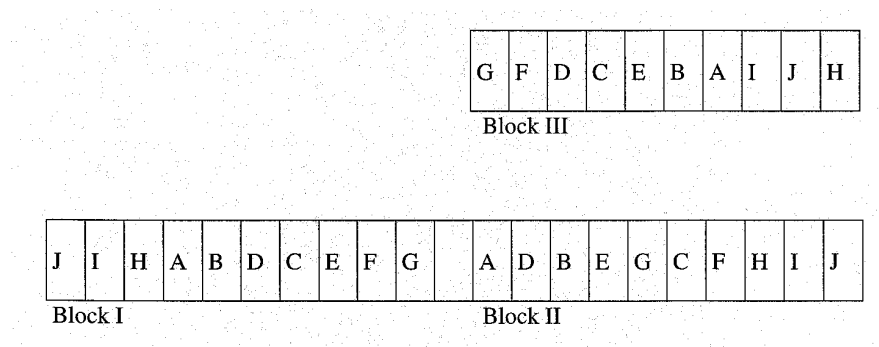 G F D C E B A I J H
Block III
J I H A B D C E F G A D B E G C F H I J
Block I Block II